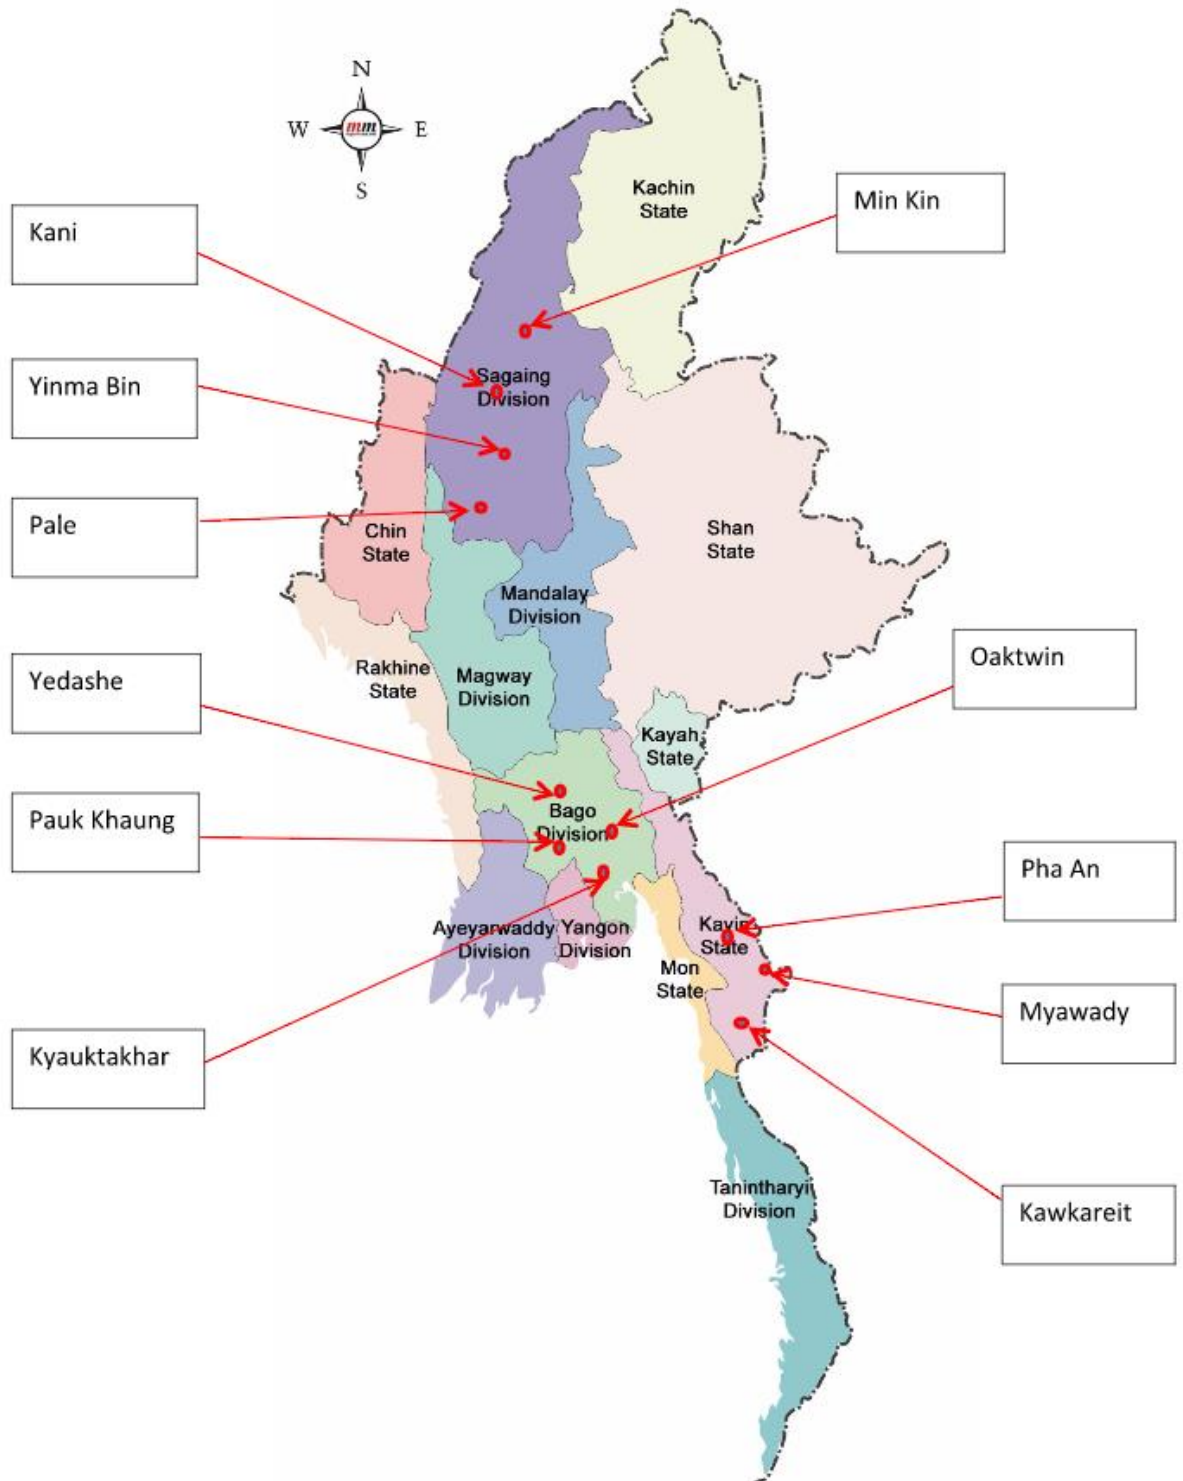 N
W
mm
E
S
Kachin
State
Min Kin
Kani
Yinma Bin
Sagaing
Division
Pale
Chin
State
Shan
State
Mandalay
Division
Oaktwin
Yedashe
Rakhine
State
Magway
Division
Kayah
State
Pauk Khaung
Bago
Division
Pha An
Ayeyarwaddy
Division
Yangon
Division
Kayin
State
Mon
State
Myawady
Kyauktakhar
Tanintharyi
Division
Kawkareit